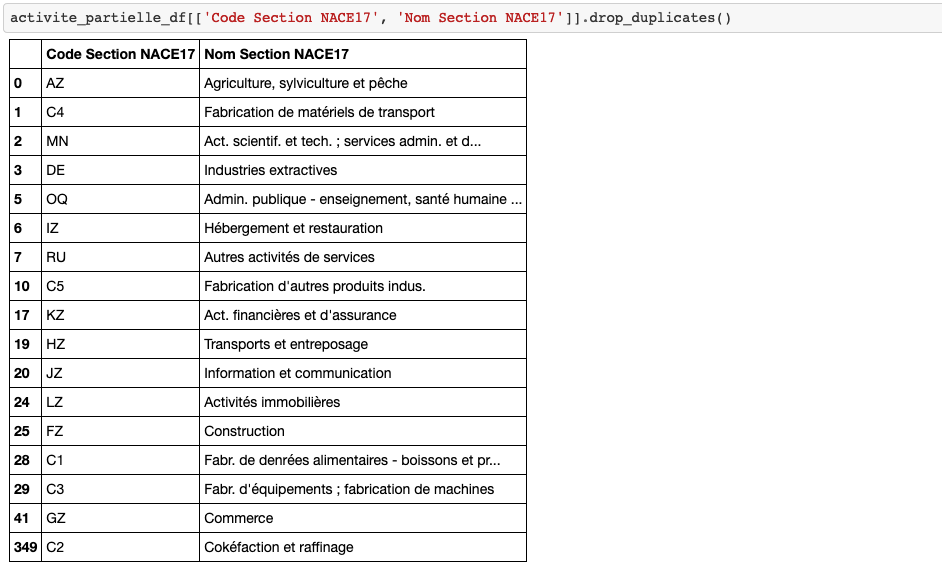 activite_partielle_df[['Code Section NACE17', 'Nom Section NACE17']].drop_duplicates()
Code Section NACE17 Nom Section NACE17
0 AZ Agriculture, sylviculture et pêche
1 C4 Fabrication de matériels de transport
2 MN Act. scientif. et tech. ; services admin. et d...
3 DE Industries extractives
5 OQ Admin. publique - enseignement, santé humaine ...
6 IZ Hébergement et restauration
7 RU Autres activités de services
10 C5 Fabrication d'autres produits indus.
17 KZ Act. financières et d'assurance
19 HZ Transports et entreposage
20 JZ Information et communication
24 LZ Activités immobilières
25 FZ Construction
28 C1 Fabr. de denrées alimentaires - boissons et pr...
29 C3 Fabr. d'équipements ; fabrication de machines
41 GZ Commerce
349 C2 Cokéfaction et raffinage